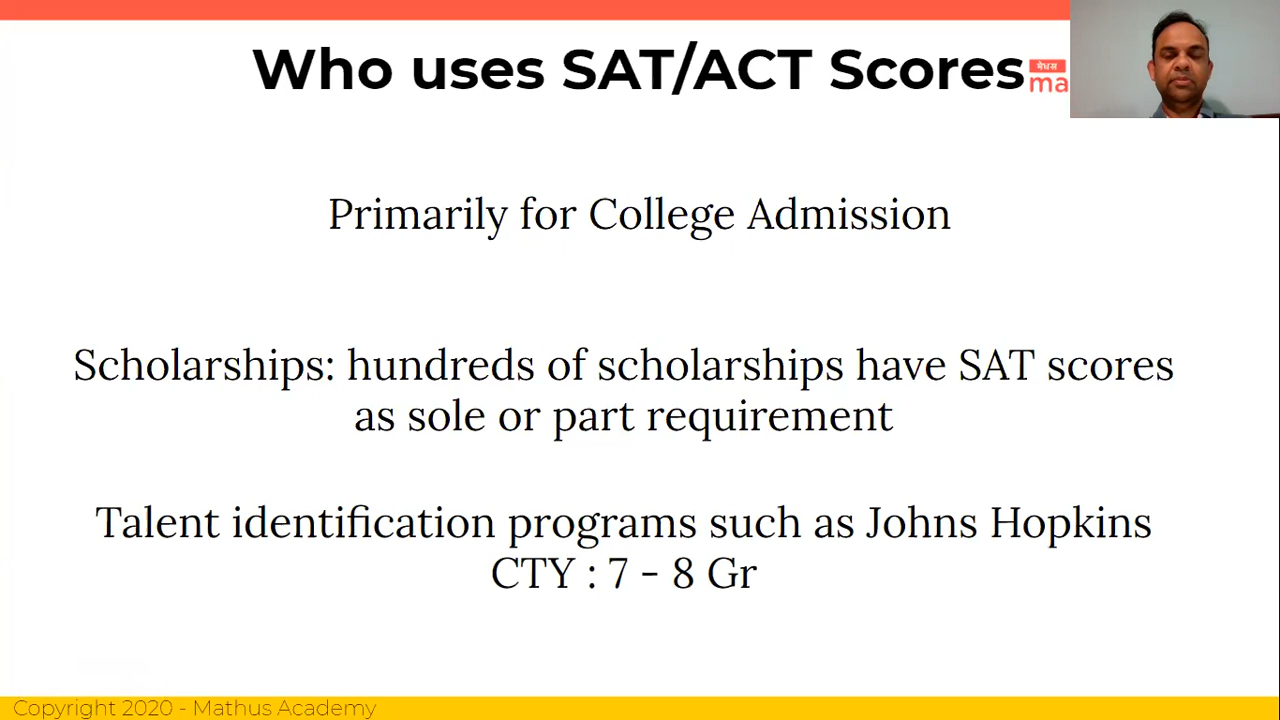 Who uses SAT/ACT Scores
ma
Primarily for College Admission
Scholarships: hundreds of scholarships have SAT scores
as sole or part requirement
Talent identification programs such as Johns Hopkins
CTY : 7 - 8 Gr
Copyright 2020 - Mathus Academy